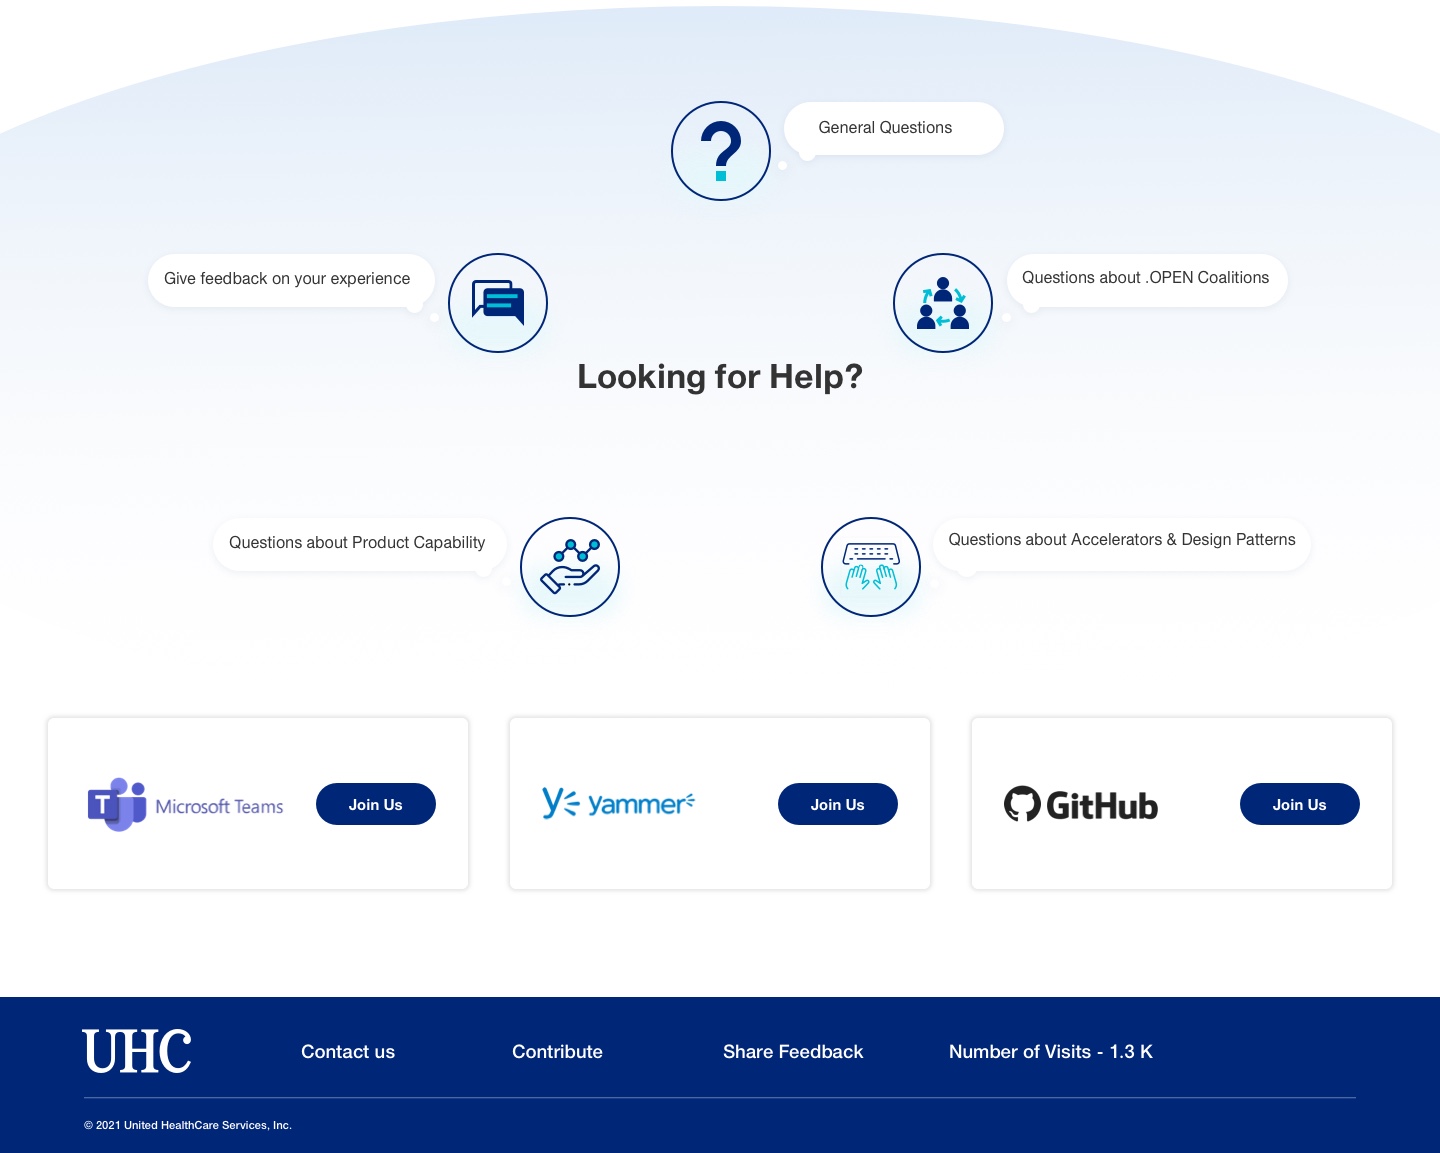 General Questions
Give feedback on your experience
Questions about .OPEN Coalitions
Looking for Help?
Questions about Product Capability
Questions about Accelerators & Design Patterns
T Microsoft Teams
Join Us
yammer
Join Us
GitHub
Join Us
UHC
Contact us
Contribute
Share Feedback
Number of Visits - 1.3 K
© 2021 United HealthCare Services, Inc.